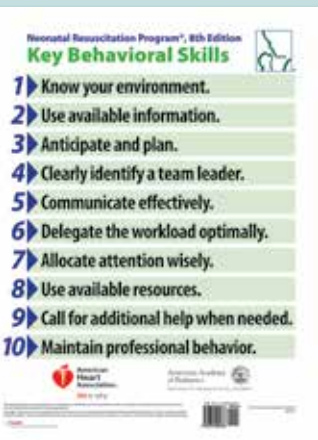 Neonatal Resuscitation Program®, 8th Edition
Key Behavioral Skills
1 Know your environment.
2 Use available information.
3 Anticipate and plan.
4 Clearly identify a team leader.
5 Communicate effectively.
6 Delegate the workload optimally.
7 Allocate attention wisely.
8 Use available resources.
9 Call for additional help when needed.
10 Maintain professional behavior.
American
Heart
Association.
American Academy
of Pediatrics